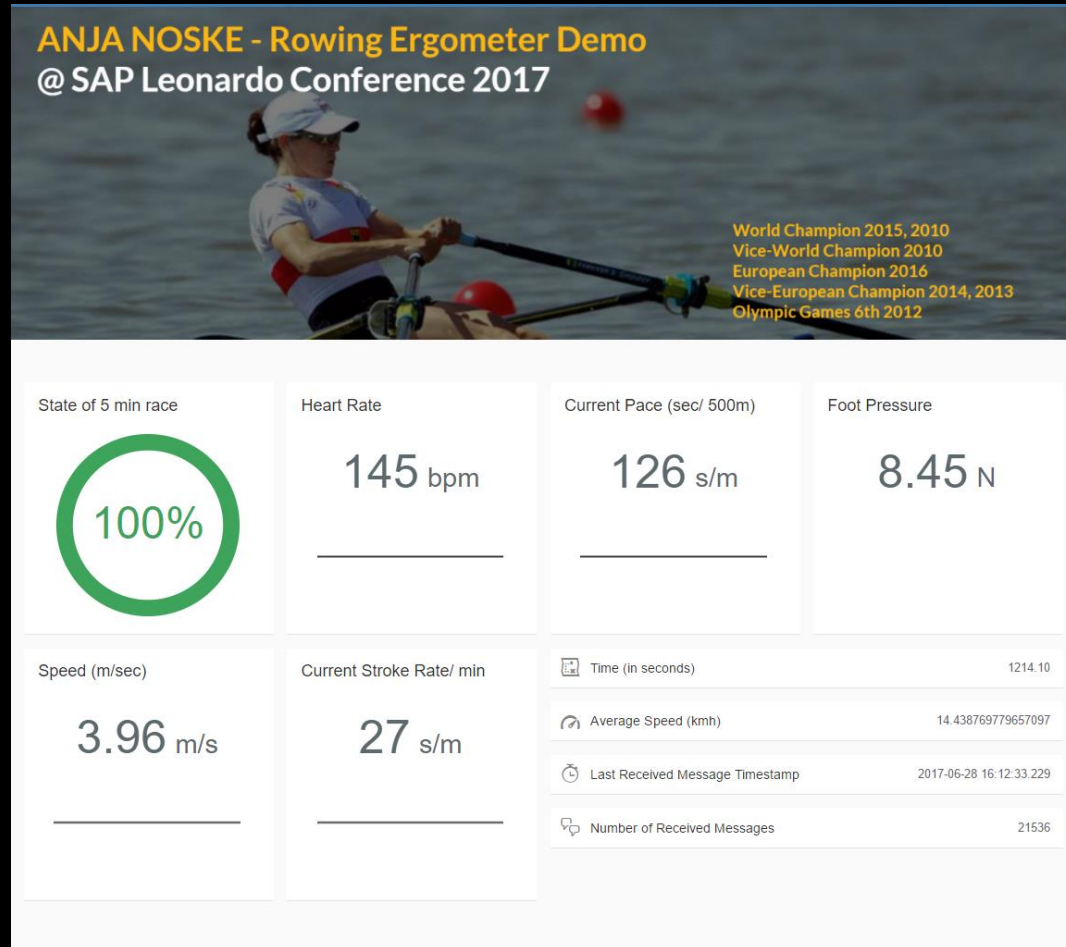 ANJA NOSKE - Rowing Ergometer Demo
@ SAP Leonardo Conference 2017
World Champion 2015, 2010
Vice-World Champion 2010
European Champion 2016
Vice-European Champion 2014, 2013
Olympic Games 6th 2012
State of 5 min race
100%
Heart Rate
145 bpm
Current Pace (sec/ 500m)
126 s/m
Foot Pressure
8.45 N
Speed (m/sec)
3.96 m/s
Current Stroke Rate/ min
27 s/m
Time (in seconds) 1214.10
Average Speed (kmh) 14.438769779657097
Last Received Message Timestamp 2017-06-28 16:12:33.229
Number of Received Messages 21536